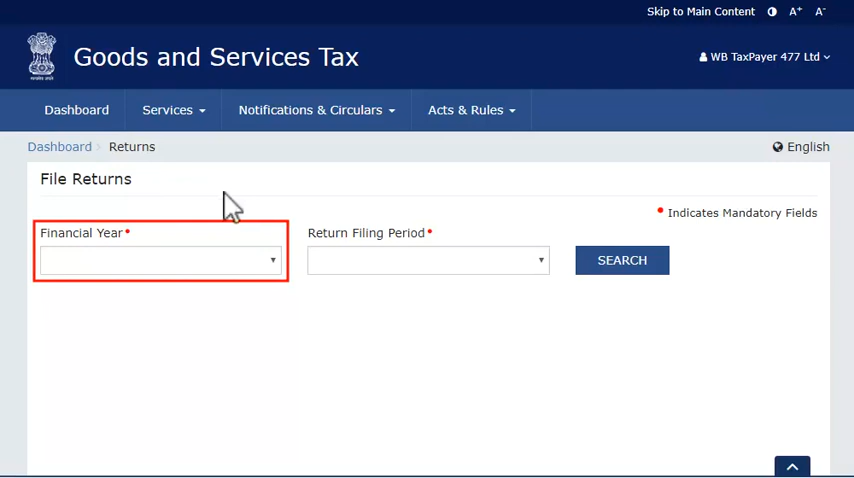 Skip to Main Content A+ A-
Goods and Services Tax
WB TaxPayer 477 Ltd
Dashboard Services Notifications & Circulars Acts & Rules
Dashboard Returns English
File Returns
• Indicates Mandatory Fields
Financial Year• Return Filing Period•
SEARCH